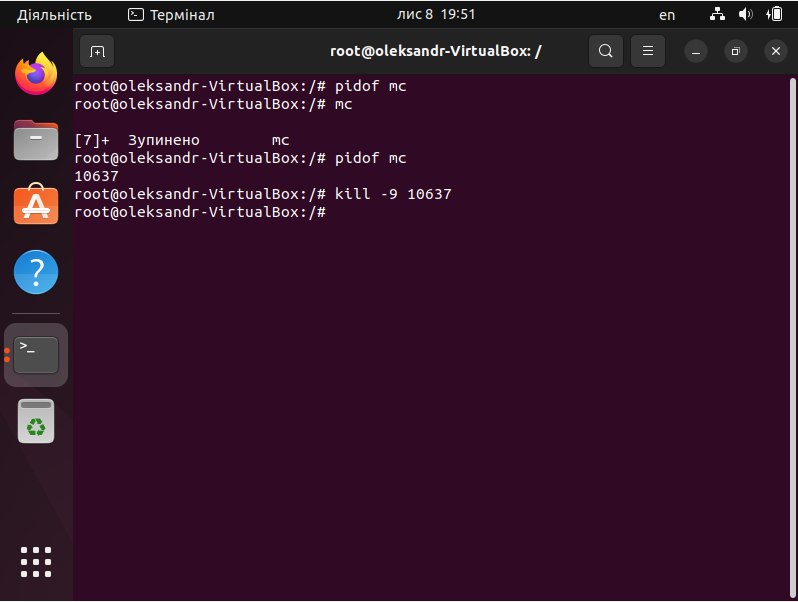 Діяльність Термінал лис 8 19:51 en
root@oleksandr-VirtualBox: /
root@oleksandr-VirtualBox:/# pidof mc
root@oleksandr-VirtualBox:/# mc
[7]+ Зупинено mc
root@oleksandr-VirtualBox:/# pidof mc
10637
root@oleksandr-VirtualBox:/# kill -9 10637
root@oleksandr-VirtualBox:/#